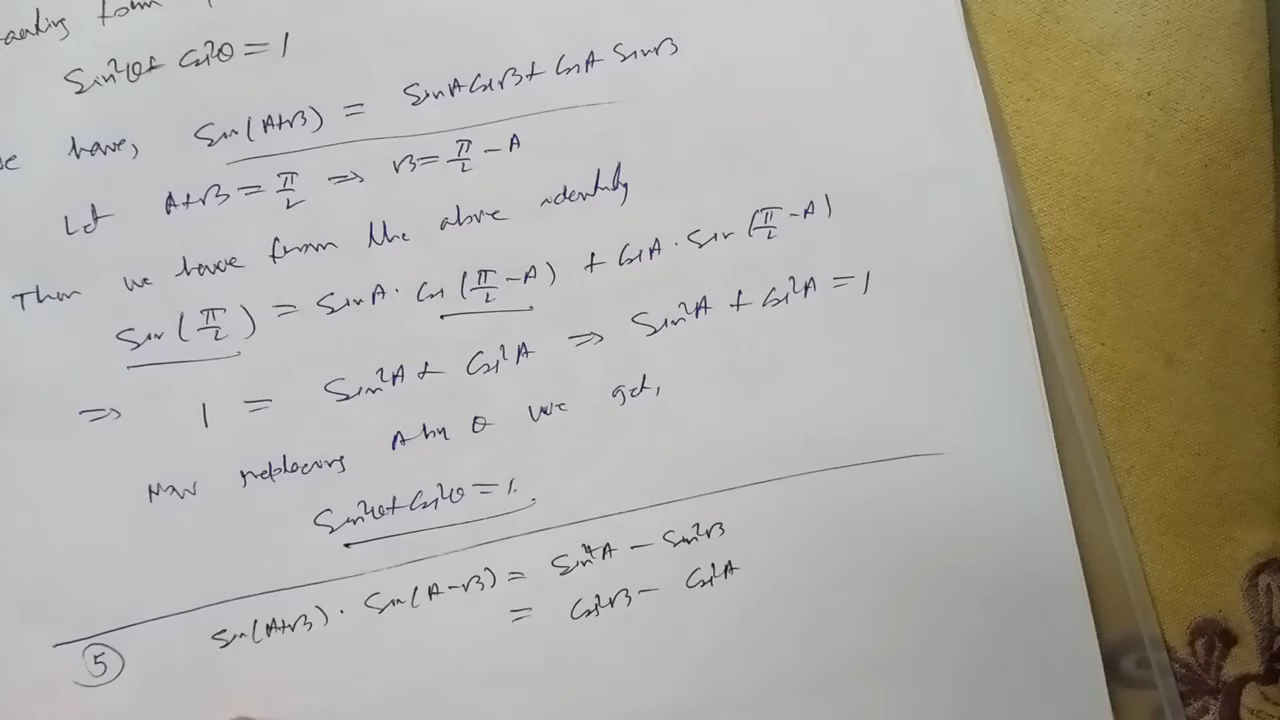 form
Sin²θ + Cos²θ = 1
have, Sin(A+B) = SinA CosB + CosA SinB
Let A+B = π/2 ⇒ B = π/2 − A
Then we have from the above identity
Sin(π/2) = SinA · Cos(π/2 − A) + CosA · Sin(π/2 − A)
⇒ 1 = Sin²A + Cos²A ⇒ Sin²A + Cos²A = 1
Now replacing A by θ we get,
Sin²θ + Cos²θ = 1.
⑤ Sin(A+B) · Sin(A−B) = Sin²A − Sin²B
= Cos²B − Cos²A